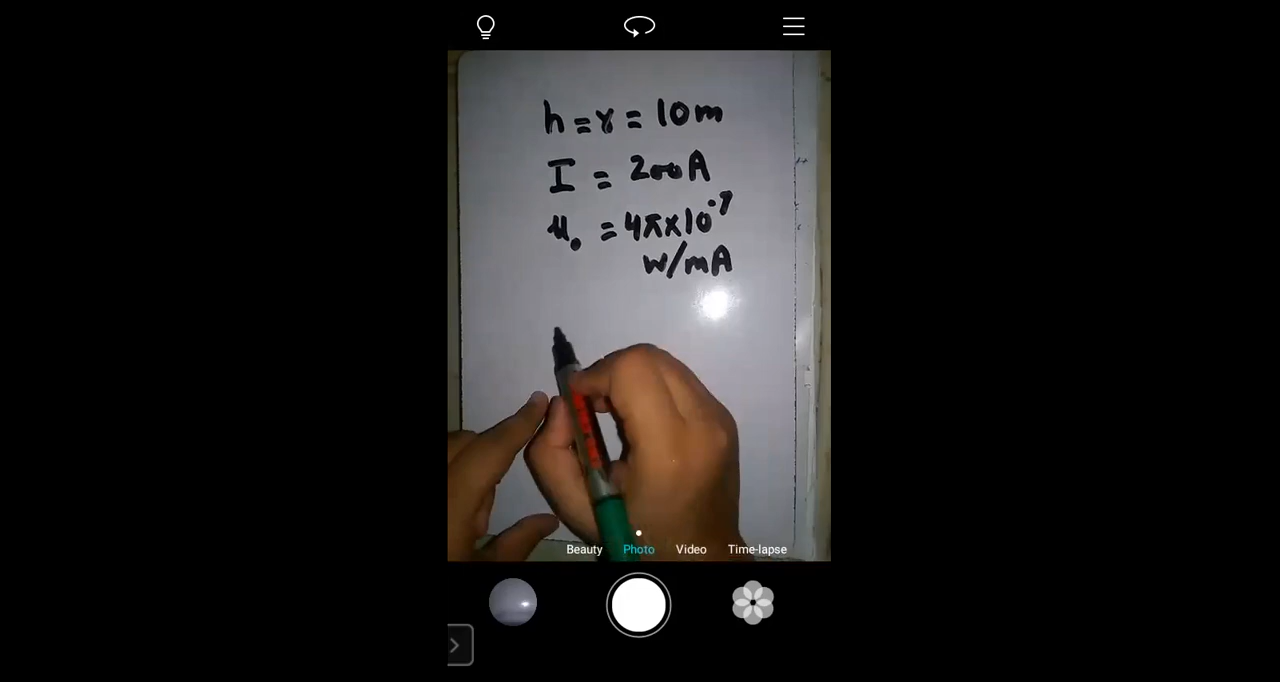 h = r = 10m
I = 200A
μ₀ = 4π×10⁻⁷
W/mA
Beauty Photo Video Time-lapse